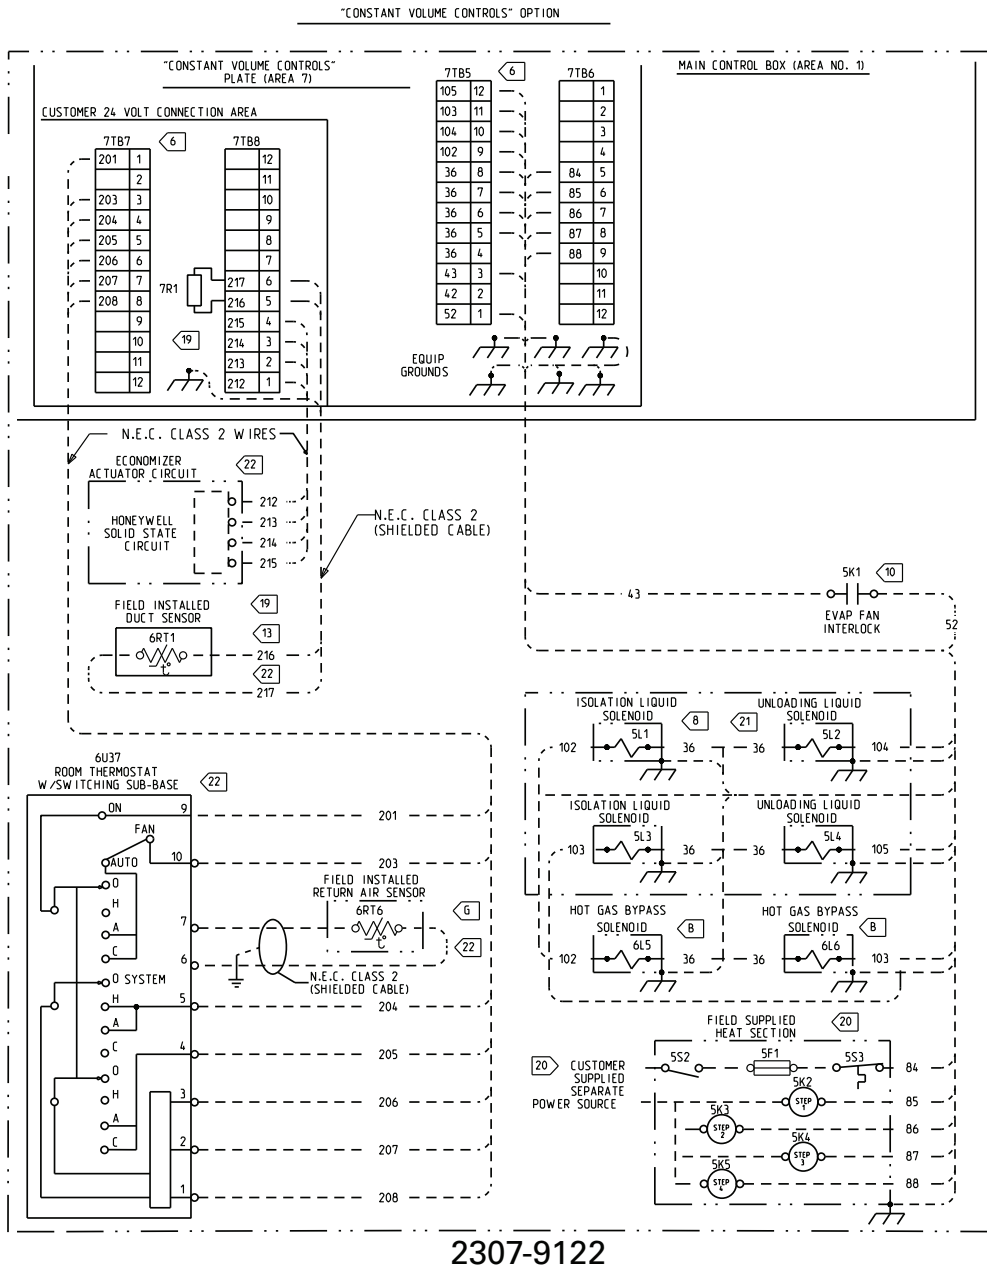 "CONSTANT VOLUME CONTROLS" OPTION
"CONSTANT VOLUME CONTROLS"
PLATE (AREA 7)
MAIN CONTROL BOX (AREA NO. 1)
CUSTOMER 24 VOLT CONNECTION AREA
7TB7
6
7TB8
7TB5
6
7TB6
201 1
2
203 3
204 4
205 5
206 6
207 7
208 8
9
10
11
12
7R1
19
12
11
10
9
8
7
217 6
216 5
215 4
214 3
213 2
212 1
105 12
103 11
104 10
102 9
36 8
36 7
36 6
36 5
36 4
43 3
42 2
52 1
1
2
3
4
84 5
85 6
86 7
87 8
88 9
10
11
12
EQUIP
GROUNDS
N.E.C. CLASS 2 WIRES
ECONOMIZER
ACTUATOR CIRCUIT
22
HONEYWELL
SOLID STATE
CIRCUIT
212
213
214
215
N.E.C. CLASS 2
(SHIELDED CABLE)
FIELD INSTALLED
DUCT SENSOR
19
6RT1
t°
13
216
22
217
43
5K1
10
EVAP FAN
INTERLOCK
52
ISOLATION LIQUID
SOLENOID
8
21
UNLOADING LIQUID
SOLENOID
102
5L1
36
36
5L2
104
ISOLATION LIQUID
SOLENOID
UNLOADING LIQUID
SOLENOID
103
5L3
36
36
5L4
105
HOT GAS BYPASS
SOLENOID
B
HOT GAS BYPASS
SOLENOID
B
102
6L5
36
36
6L6
103
6U37
ROOM THERMOSTAT
W/SWITCHING SUB-BASE
22
ON
9
201
FAN
AUTO
10
203
O
H
A
C
7
6
FIELD INSTALLED
RETURN AIR SENSOR
6RT6
t°
G
22
N.E.C. CLASS 2
(SHIELDED CABLE)
O SYSTEM
H
A
C
5
204
4
205
O
H
A
C
3
206
2
207
1
208
FIELD SUPPLIED
HEAT SECTION
20
20
CUSTOMER
SUPPLIED
SEPARATE
POWER SOURCE
5S2
5F1
5S3
84
5K2
STEP
1
85
5K3
STEP
2
86
5K4
STEP
3
87
5K5
STEP
4
88
2307-9122